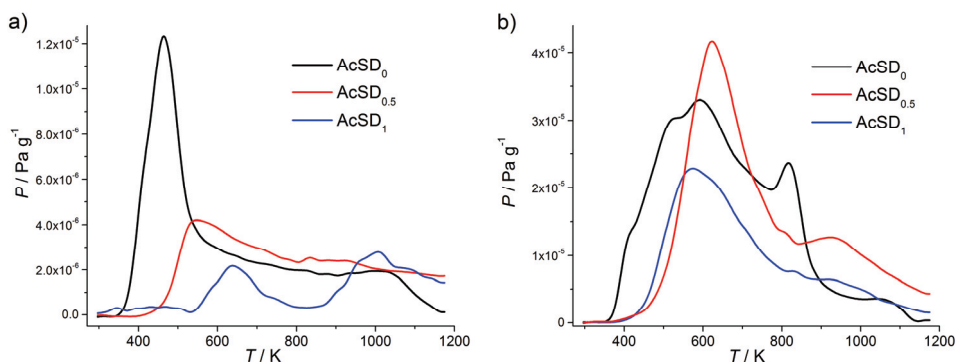 a)
P / Pa g⁻¹
1.2x10⁻⁵
1.0x10⁻⁵
8.0x10⁻⁶
6.0x10⁻⁶
4.0x10⁻⁶
2.0x10⁻⁶
0.0
AcSD₀
AcSD₀.₅
AcSD₁
400 600 800 1000 1200
T / K
b)
P / Pa g⁻¹
4x10⁻⁵
3x10⁻⁵
2x10⁻⁵
1x10⁻⁵
0
AcSD₀
AcSD₀.₅
AcSD₁
400 600 800 1000 1200
T / K